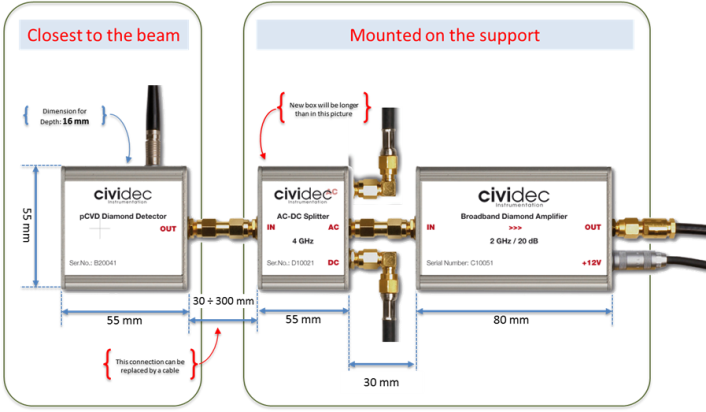 Closest to the beam
Mounted on the support
Dimension for
Depth: 16 mm
New box will be longer
than in this picture
cividec
Instrumentation
pCVD Diamond Detector
OUT
Ser.No.: B20041
cividec
Instrumentation
AC
AC-DC Splitter
IN
AC
4 GHz
Ser.No.: D10021
DC
cividec
Instrumentation
Broadband Diamond Amplifier
IN
>>>
OUT
2 GHz / 20 dB
Serial Number: C10051
+12V
55 mm
30 ÷ 300 mm
55 mm
55 mm
80 mm
This connection can be
replaced by a cable
30 mm